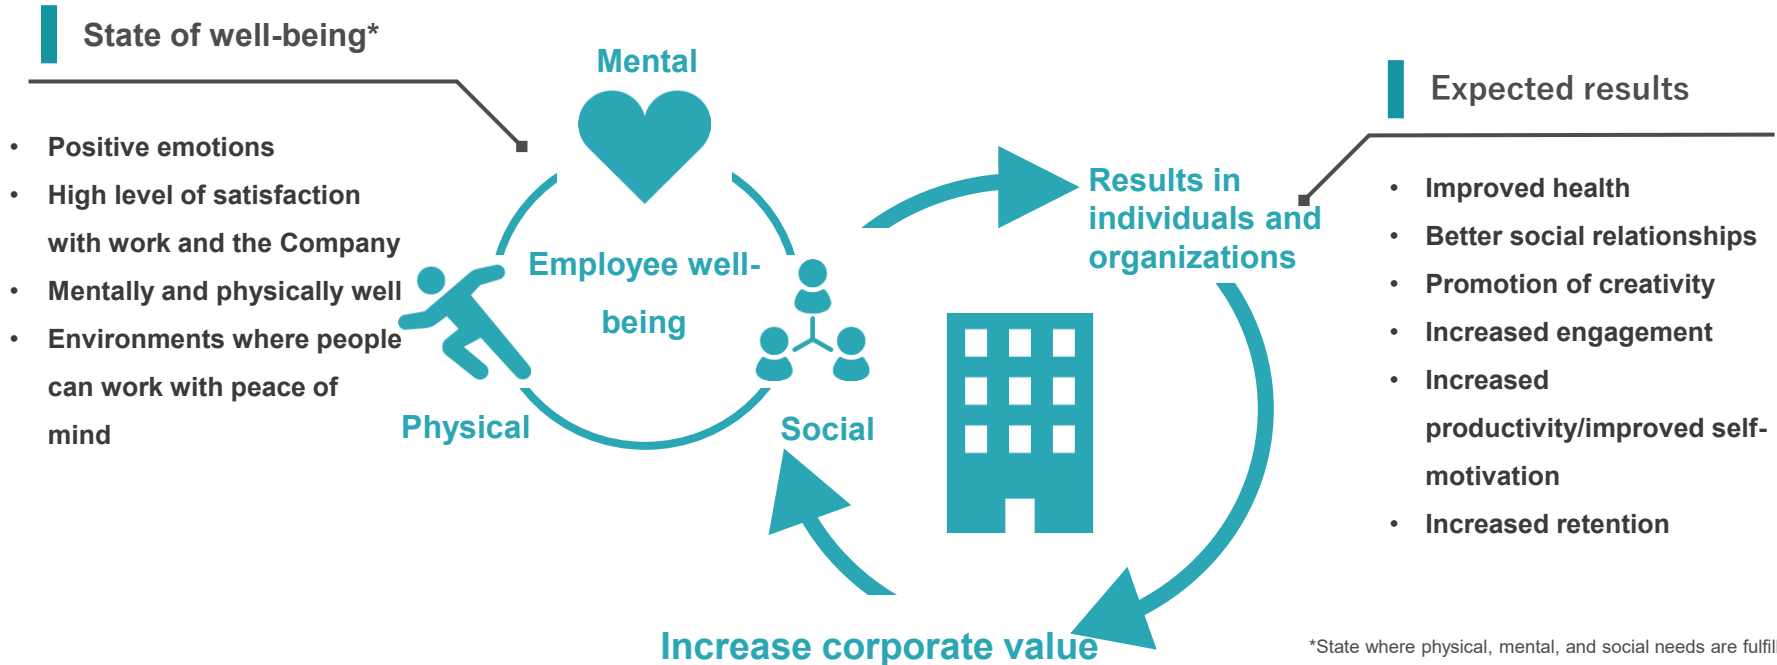 State of well-being*
• Positive emotions
• High level of satisfaction
with work and the Company
• Mentally and physically well
• Environments where people
can work with peace of
mind
Mental
Employee well-
being
Physical
Social
Results in
individuals and
organizations
Increase corporate value
Expected results
• Improved health
• Better social relationships
• Promotion of creativity
• Increased engagement
• Increased
productivity/improved self-
motivation
• Increased retention
*State where physical, mental, and social needs are